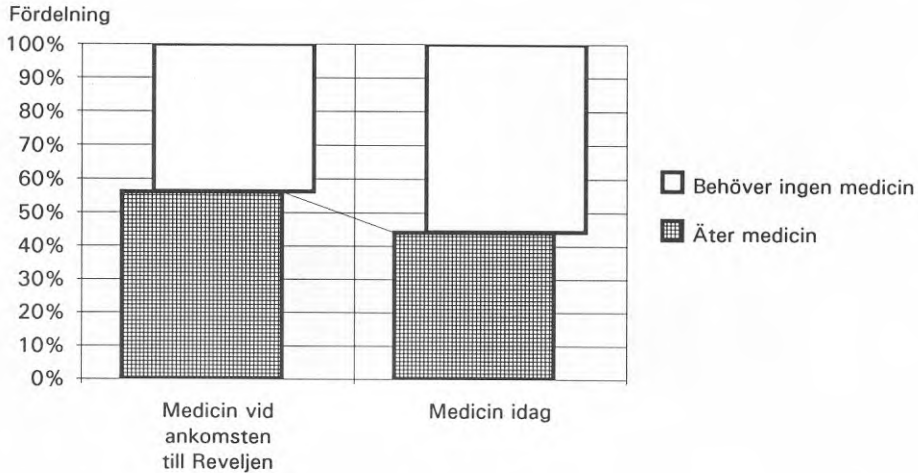 Fördelning
100%
90%
80%
70%
60%
50%
40%
30%
20%
10%
0%
Medicin vid
ankomsten
till Reveljen
Medicin idag
Behöver ingen medicin
Äter medicin